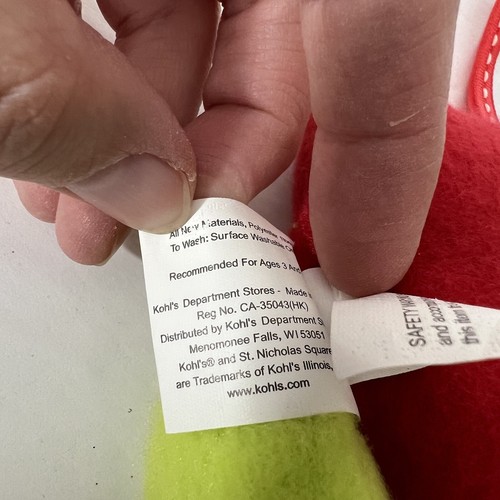 All New Materials, Polyester
To Wash: Surface Washable
Recommended For Ages 3 And
Kohl's Department Stores - Made
Reg No. CA-35043(HK)
Distributed by Kohl's Department
Menomonee Falls, WI 53051
Kohl's® and St. Nicholas Square
are Trademarks of Kohl's Illinois,
www.kohls.com
SAFETY
and
this item